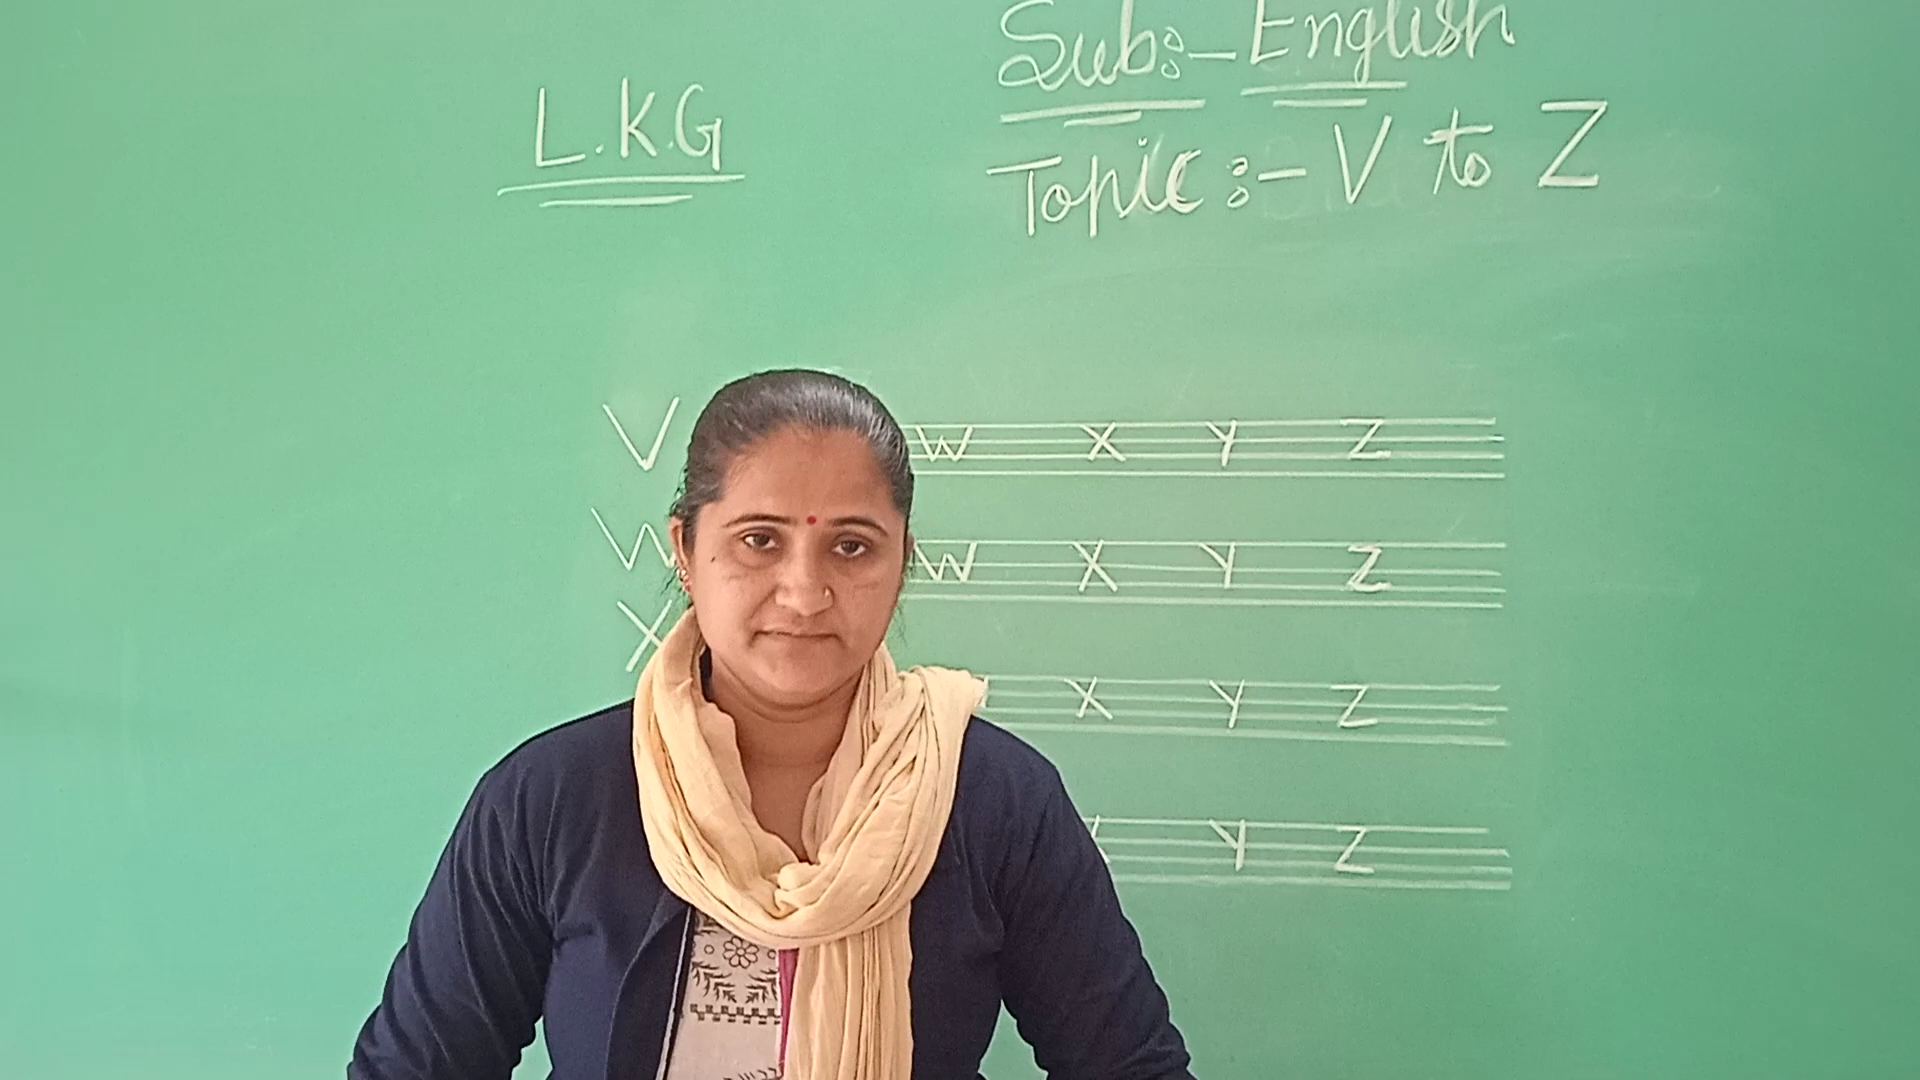 L.K.G
Sub:- English
Topic:- V to Z
V
W X Y Z
W
W X Y Z
X
X Y Z
Y Z